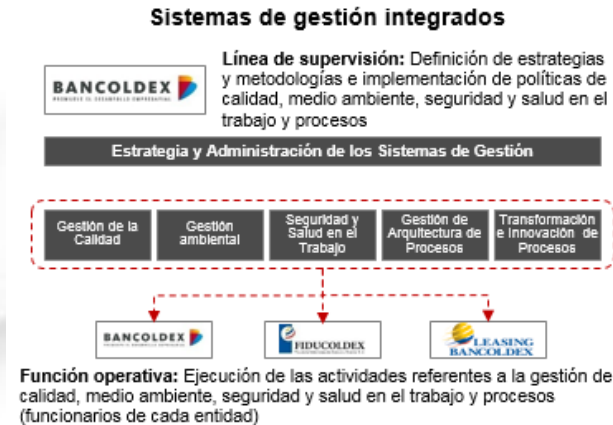 Sistemas de gestión integrados
BANCOLDEX
Línea de supervisión: Definición de estrategias
y metodologías e implementación de políticas de
calidad, medio ambiente, seguridad y salud en el
trabajo y procesos
Estrategia y Administración de los Sistemas de Gestión
Gestión de la
Calidad
Gestión
ambiental
Seguridad y
Salud en el
Trabajo
Gestión de
Arquitectura de
Procesos
Transformación
e Innovación de
Procesos
BANCOLDEX
FIDUCOLDEX
LEASING
BANCOLDEX
Función operativa: Ejecución de las actividades referentes a la gestión de
calidad, medio ambiente, seguridad y salud en el trabajo y procesos
(funcionarios de cada entidad)